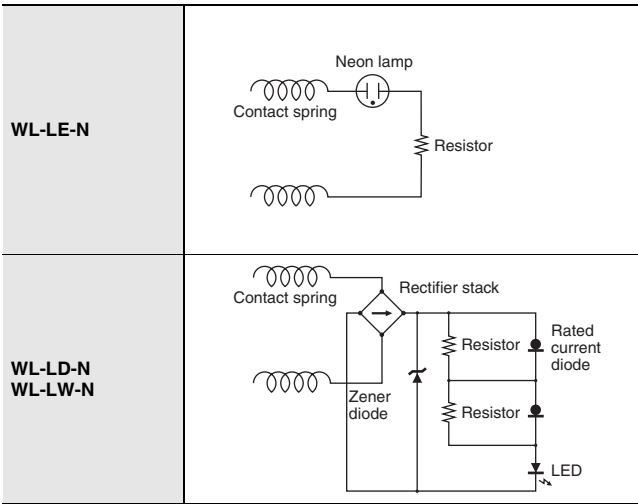 WL-LE-N
Neon lamp
Contact spring
Resistor
WL-LD-N
WL-LW-N
Contact spring
Rectifier stack
Resistor
Rated
current
diode
Zener
diode
Resistor
LED